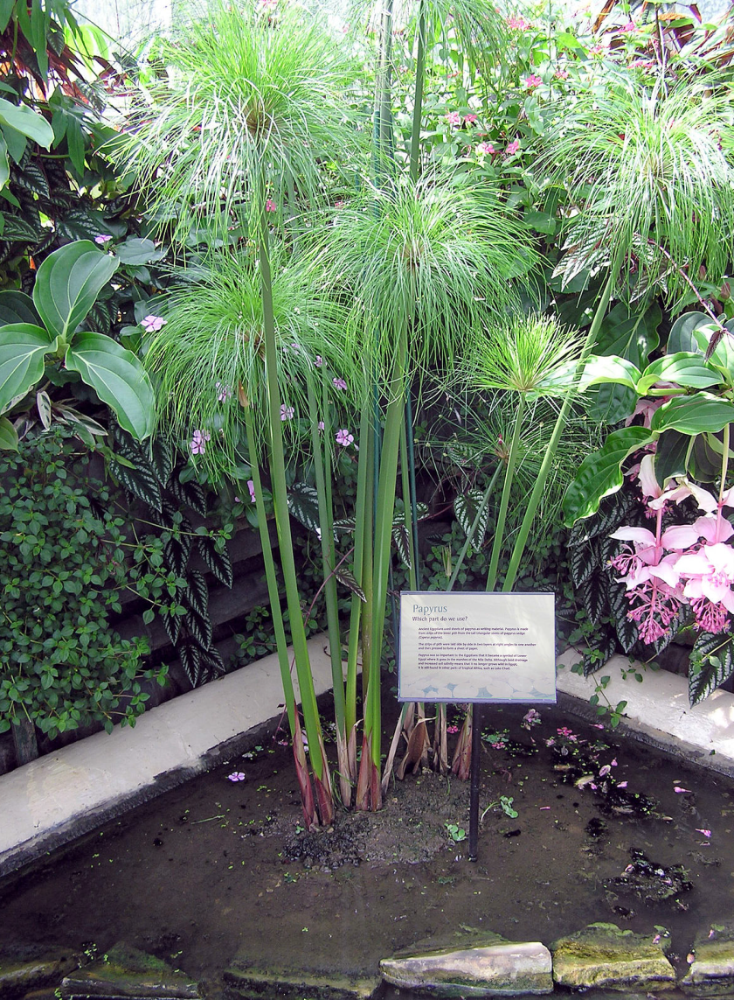 Papyrus
Which part do we use?
Ancient Egyptians used sheets of papyrus as writing material. Papyrus is made
from strips of the inner pith from the tall triangular stems of papyrus sedge
(Cyperus papyrus).
The strips of pith were laid side by side in two layers at right angles to one another
and then pressed to form a sheet of paper.
Papyrus was so important to the Egyptians that it became a symbol of Lower
Egypt where it grew in the marshes of the Nile Delta. Although land drainage
and increased soil salinity means that it no longer grows wild in Egypt,
it is still found in other parts of tropical Africa, such as Lake Chad.